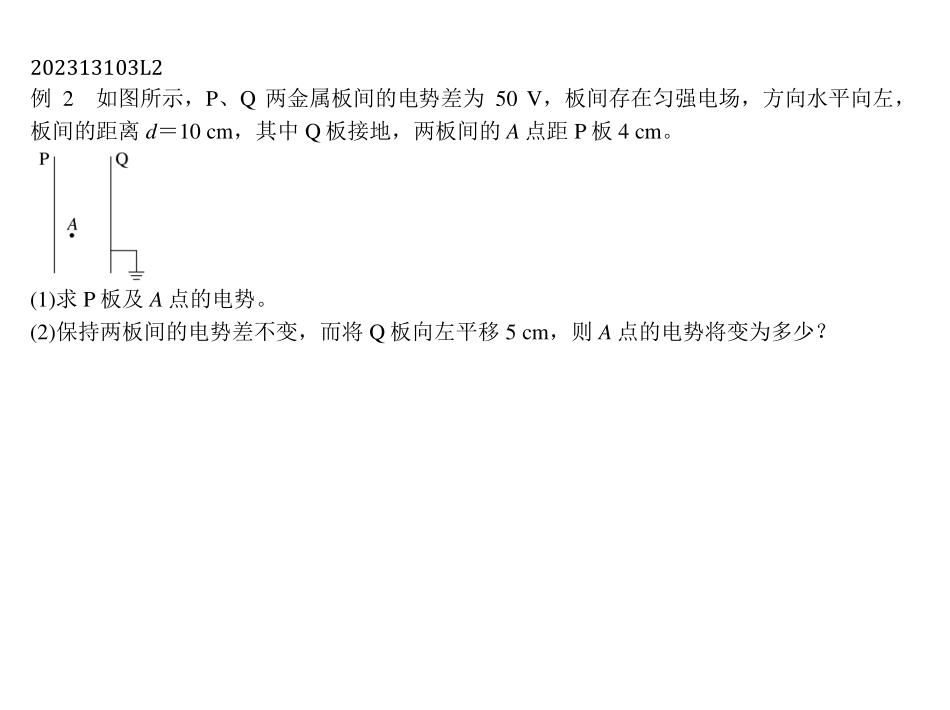 202313103L2
例 2 如图所示，P、Q 两金属板间的电势差为 50 V，板间存在匀强电场，方向水平向左，
板间的距离 d＝10 cm，其中 Q 板接地，两板间的 A 点距 P 板 4 cm。
P Q
A
(1)求 P 板及 A 点的电势。
(2)保持两板间的电势差不变，而将 Q 板向左平移 5 cm，则 A 点的电势将变为多少？